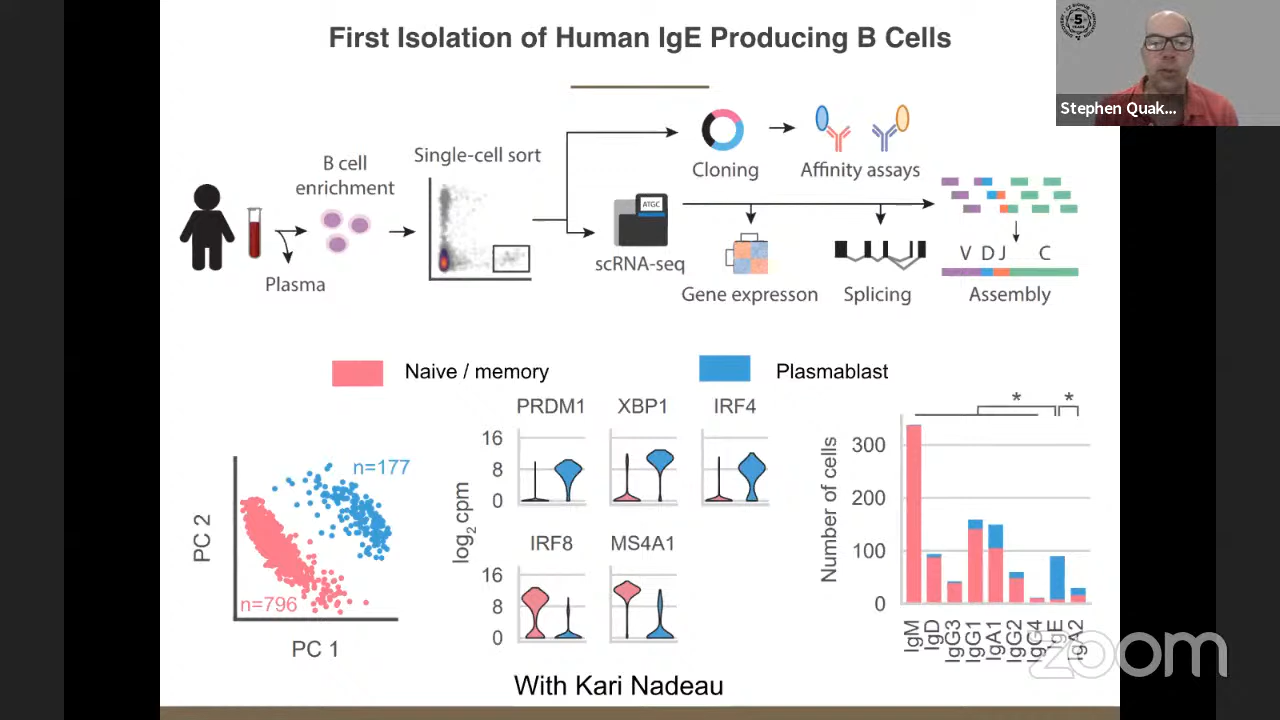 First Isolation of Human IgE Producing B Cells
5
YEARS
Stephen Quak...
B cell
enrichment
Single-cell sort
Plasma
Cloning
Affinity assays
ATGC
scRNA-seq
Gene expresson
Splicing
V D J C
Assembly
Naive / memory
Plasmablast
PC 2
n=177
n=796
PC 1
log2 cpm
PRDM1
XBP1
IRF4
16
8
0
IRF8
MS4A1
16
8
0
Number of cells
* *
300
200
100
0
IgM
IgD
IgG3
IgG1
IgA1
IgG2
IgG4
IgE
IgA2
With Kari Nadeau
zoom